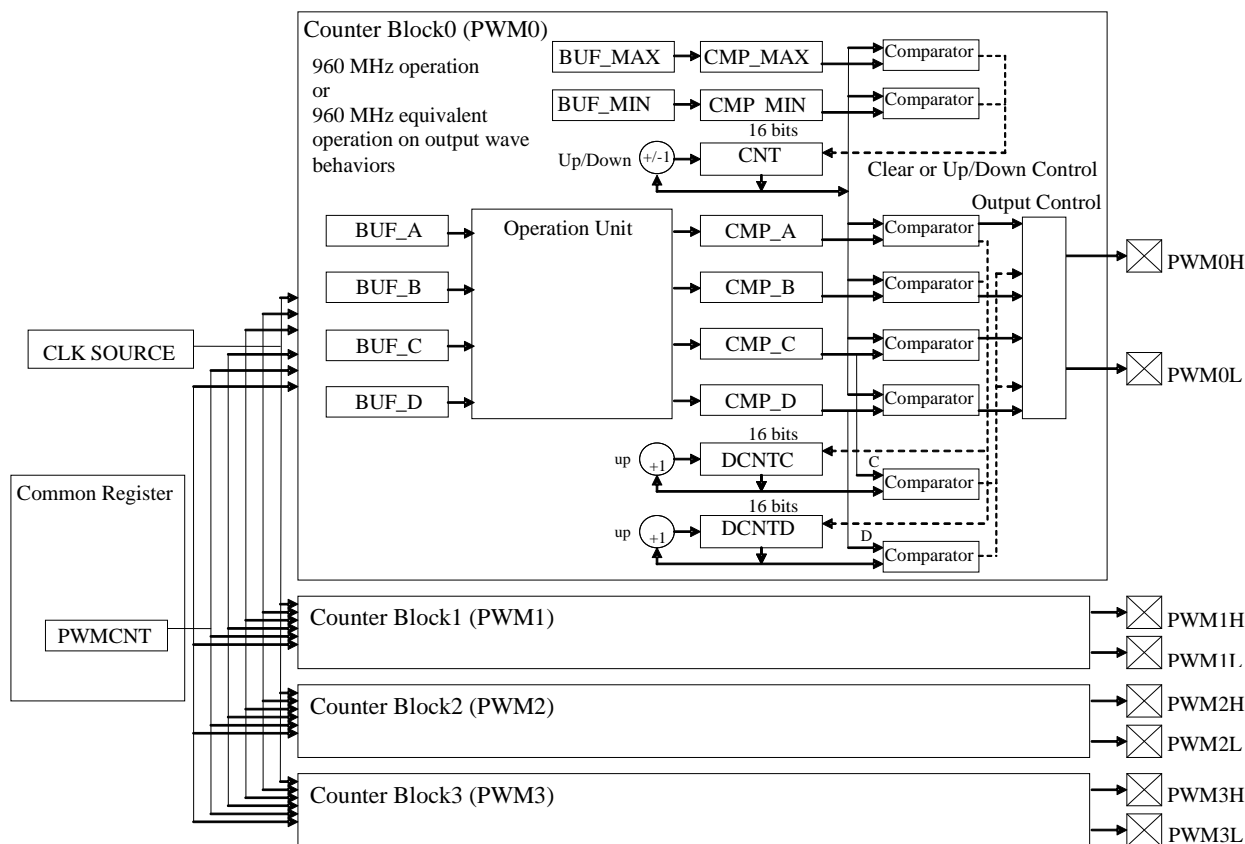 Counter Block0 (PWM0)
960 MHz operation
or
960 MHz equivalent
operation on output wave
behaviors
BUF_MAX
CMP_MAX
Comparator
BUF_MIN
CMP_MIN
Comparator
16 bits
Up/Down
+/-1
CNT
Clear or Up/Down Control
Output Control
BUF_A
Operation Unit
CMP_A
Comparator
PWM0H
BUF_B
CMP_B
Comparator
CLK SOURCE
BUF_C
CMP_C
Comparator
PWM0L
BUF_D
CMP_D
Comparator
16 bits
up
+1
DCNTC
C
Comparator
Common Register
16 bits
up
+1
DCNTD
D
Comparator
PWMCNT
Counter Block1 (PWM1)
PWM1H
PWM1L
Counter Block2 (PWM2)
PWM2H
PWM2L
Counter Block3 (PWM3)
PWM3H
PWM3L